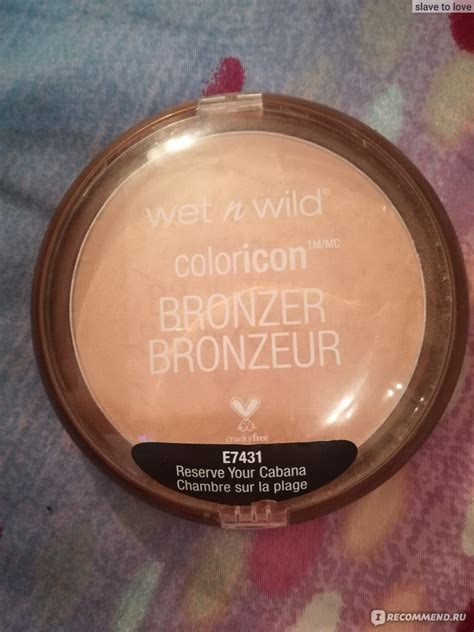 slave to love
wet n wild
coloricon™/MC
BRONZER
BRONZEUR
crueltyfree
E7431
Reserve Your Cabana
Chambre sur la plage
I RECOMMEND.RU